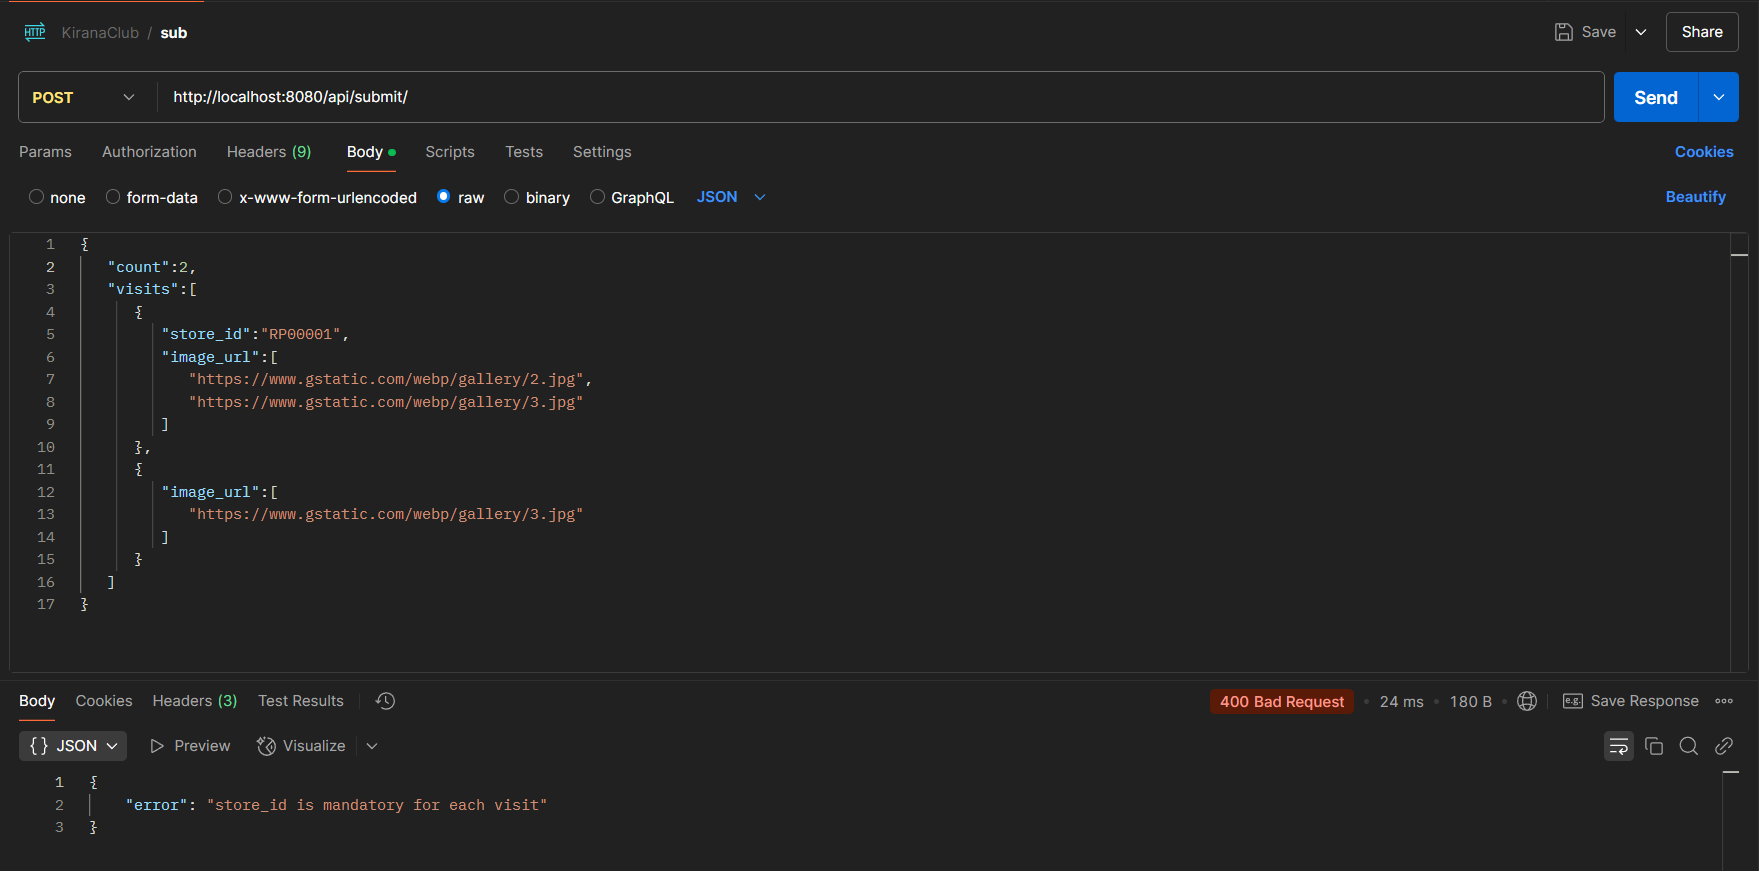 HTTP KiranaClub / sub Save Share
POST http://localhost:8080/api/submit/ Send
Params Authorization Headers (9) Body Scripts Tests Settings Cookies
none form-data x-www-form-urlencoded raw binary GraphQL JSON Beautify
1 {
2 "count":2,
3 "visits":[
4 {
5 "store_id":"RP00001",
6 "image_url":[
7 "https://www.gstatic.com/webp/gallery/2.jpg",
8 "https://www.gstatic.com/webp/gallery/3.jpg"
9 ]
10 },
11 {
12 "image_url":[
13 "https://www.gstatic.com/webp/gallery/3.jpg"
14 ]
15 }
16 ]
17 }
Body Cookies Headers (3) Test Results 400 Bad Request • 24 ms • 180 B • e.g. Save Response
{} JSON Preview Visualize
1 {
2 "error": "store_id is mandatory for each visit"
3 }